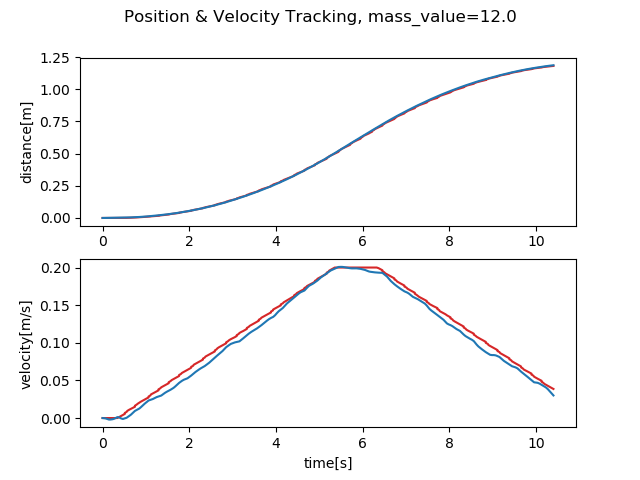 Position & Velocity Tracking, mass_value=12.0
distance[m]
1.25
1.00
0.75
0.50
0.25
0.00
0 2 4 6 8 10
velocity[m/s]
0.20
0.15
0.10
0.05
0.00
0 2 4 6 8 10
time[s]